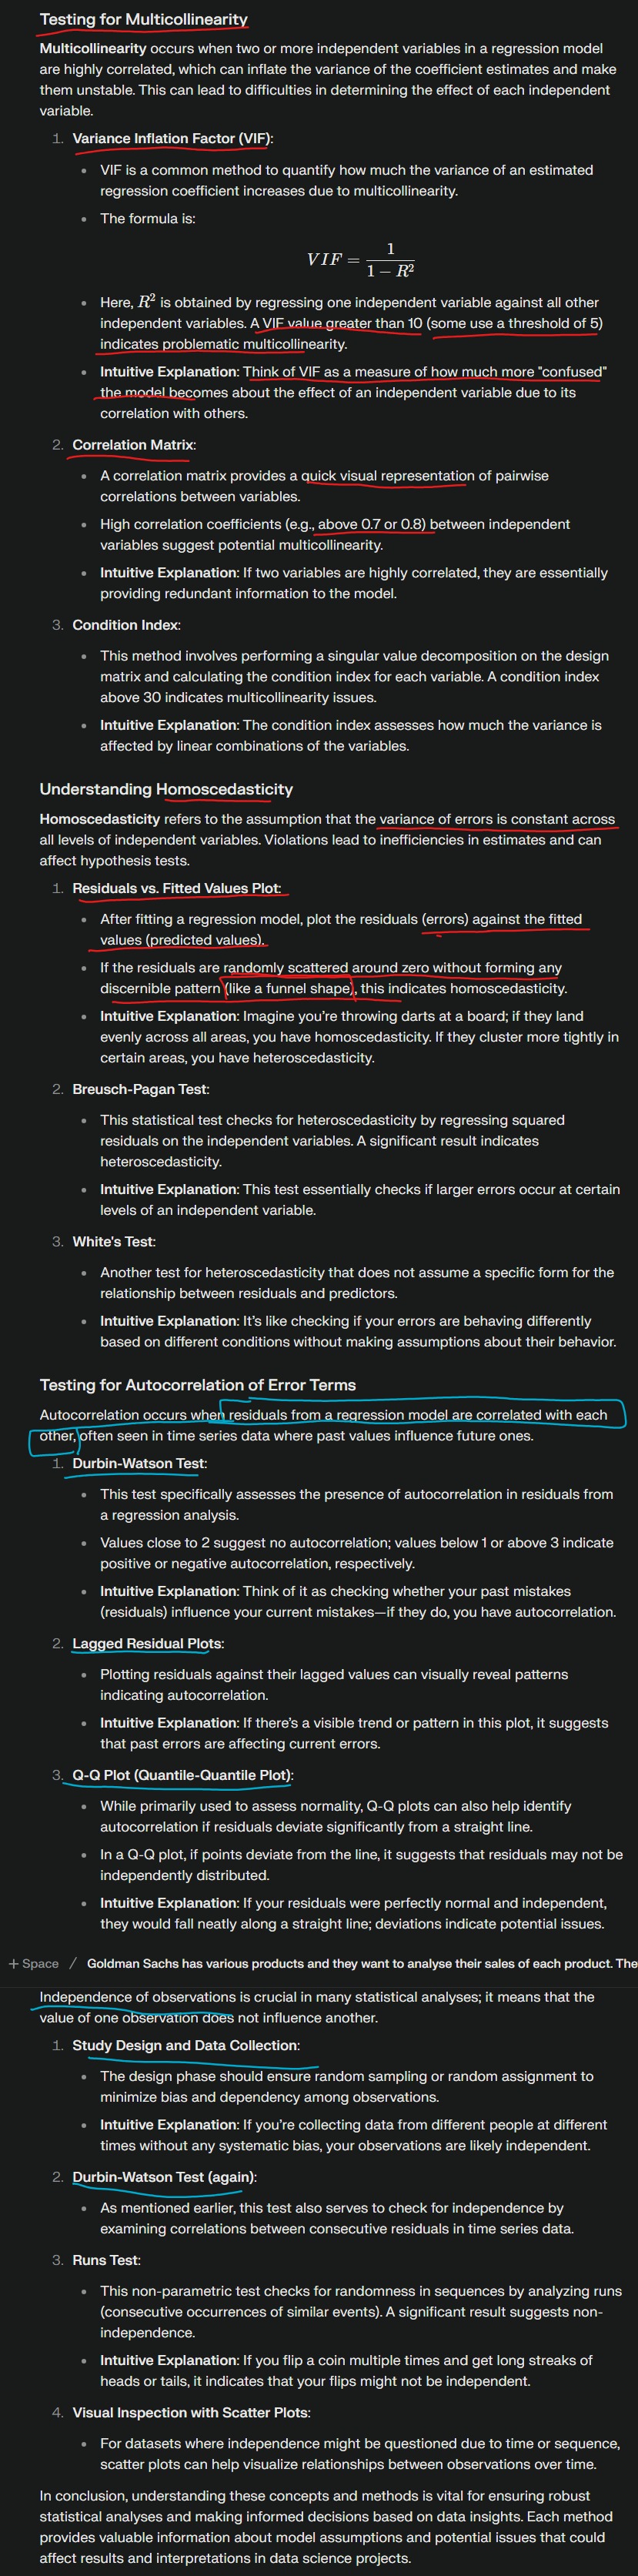 Testing for Multicollinearity
Multicollinearity occurs when two or more independent variables in a regression model
are highly correlated, which can inflate the variance of the coefficient estimates and make
them unstable. This can lead to difficulties in determining the effect of each independent
variable.
1. Variance Inflation Factor (VIF):
• VIF is a common method to quantify how much the variance of an estimated
regression coefficient increases due to multicollinearity.
• The formula is:
VIF = 1 / (1 − R²)
• Here, R² is obtained by regressing one independent variable against all other
independent variables. A VIF value greater than 10 (some use a threshold of 5)
indicates problematic multicollinearity.
• Intuitive Explanation: Think of VIF as a measure of how much more "confused"
the model becomes about the effect of an independent variable due to its
correlation with others.
2. Correlation Matrix:
• A correlation matrix provides a quick visual representation of pairwise
correlations between variables.
• High correlation coefficients (e.g., above 0.7 or 0.8) between independent
variables suggest potential multicollinearity.
• Intuitive Explanation: If two variables are highly correlated, they are essentially
providing redundant information to the model.
3. Condition Index:
• This method involves performing a singular value decomposition on the design
matrix and calculating the condition index for each variable. A condition index
above 30 indicates multicollinearity issues.
• Intuitive Explanation: The condition index assesses how much the variance is
affected by linear combinations of the variables.
Understanding Homoscedasticity
Homoscedasticity refers to the assumption that the variance of errors is constant across
all levels of independent variables. Violations lead to inefficiencies in estimates and can
affect hypothesis tests.
1. Residuals vs. Fitted Values Plot:
• After fitting a regression model, plot the residuals (errors) against the fitted
values (predicted values).
• If the residuals are randomly scattered around zero without forming any
discernible pattern (like a funnel shape), this indicates homoscedasticity.
• Intuitive Explanation: Imagine you're throwing darts at a board; if they land
evenly across all areas, you have homoscedasticity. If they cluster more tightly in
certain areas, you have heteroscedasticity.
2. Breusch-Pagan Test:
• This statistical test checks for heteroscedasticity by regressing squared
residuals on the independent variables. A significant result indicates
heteroscedasticity.
• Intuitive Explanation: This test essentially checks if larger errors occur at certain
levels of an independent variable.
3. White's Test:
• Another test for heteroscedasticity that does not assume a specific form for the
relationship between residuals and predictors.
• Intuitive Explanation: It's like checking if your errors are behaving differently
based on different conditions without making assumptions about their behavior.
Testing for Autocorrelation of Error Terms
Autocorrelation occurs when residuals from a regression model are correlated with each
other, often seen in time series data where past values influence future ones.
1. Durbin-Watson Test:
• This test specifically assesses the presence of autocorrelation in residuals from
a regression analysis.
• Values close to 2 suggest no autocorrelation; values below 1 or above 3 indicate
positive or negative autocorrelation, respectively.
• Intuitive Explanation: Think of it as checking whether your past mistakes
(residuals) influence your current mistakes—if they do, you have autocorrelation.
2. Lagged Residual Plots:
• Plotting residuals against their lagged values can visually reveal patterns
indicating autocorrelation.
• Intuitive Explanation: If there's a visible trend or pattern in this plot, it suggests
that past errors are affecting current errors.
3. Q-Q Plot (Quantile-Quantile Plot):
• While primarily used to assess normality, Q-Q plots can also help identify
autocorrelation if residuals deviate significantly from a straight line.
• In a Q-Q plot, if points deviate from the line, it suggests that residuals may not be
independently distributed.
• Intuitive Explanation: If your residuals were perfectly normal and independent,
they would fall neatly along a straight line; deviations indicate potential issues.
+ Space / Goldman Sachs has various products and they want to analyse their sales of each product. The
Independence of observations is crucial in many statistical analyses; it means that the
value of one observation does not influence another.
1. Study Design and Data Collection:
• The design phase should ensure random sampling or random assignment to
minimize bias and dependency among observations.
• Intuitive Explanation: If you're collecting data from different people at different
times without any systematic bias, your observations are likely independent.
2. Durbin-Watson Test (again):
• As mentioned earlier, this test also serves to check for independence by
examining correlations between consecutive residuals in time series data.
3. Runs Test:
• This non-parametric test checks for randomness in sequences by analyzing runs
(consecutive occurrences of similar events). A significant result suggests non-
independence.
• Intuitive Explanation: If you flip a coin multiple times and get long streaks of
heads or tails, it indicates that your flips might not be independent.
4. Visual Inspection with Scatter Plots:
• For datasets where independence might be questioned due to time or sequence,
scatter plots can help visualize relationships between observations over time.
In conclusion, understanding these concepts and methods is vital for ensuring robust
statistical analyses and making informed decisions based on data insights. Each method
provides valuable information about model assumptions and potential issues that could
affect results and interpretations in data science projects.